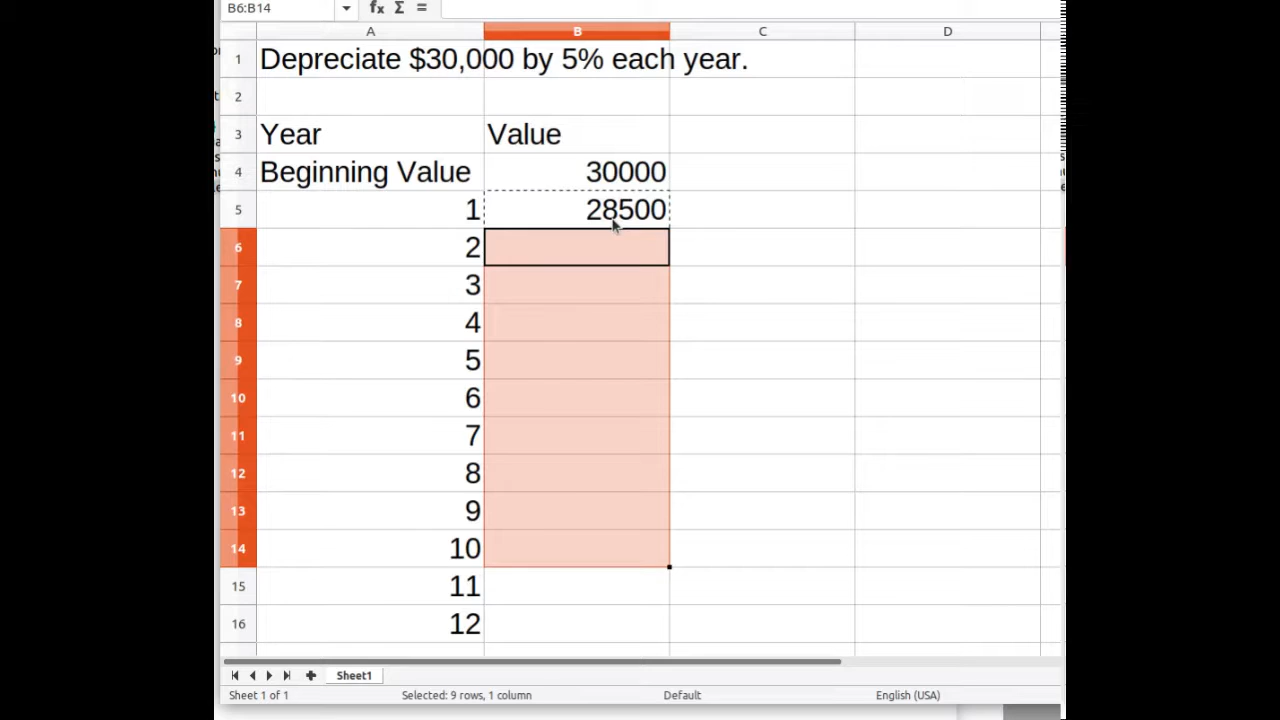 B6:B14 fx Σ =
A B C D
1 Depreciate $30,000 by 5% each year.
2
3 Year Value
4 Beginning Value 30000
5 1 28500
6 2
7 3
8 4
9 5
10 6
11 7
12 8
13 9
14 10
15 11
16 12
Sheet1
Sheet 1 of 1 Selected: 9 rows, 1 column Default English (USA)